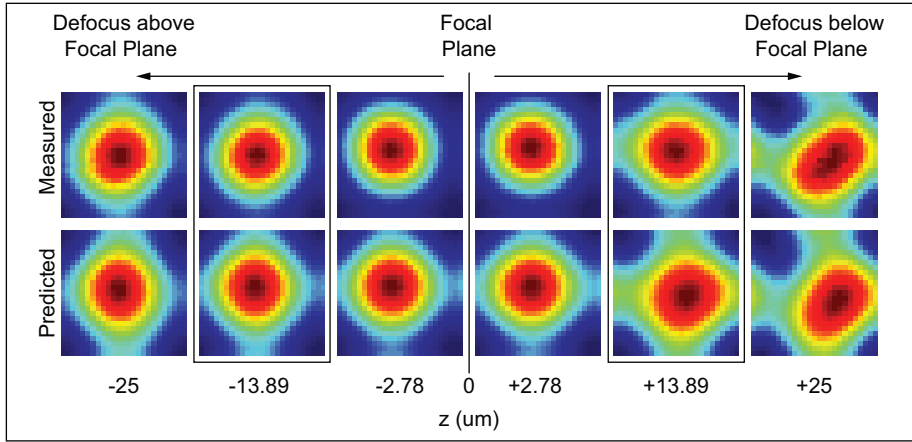 Defocus above
Focal Plane
Focal
Plane
Defocus below
Focal Plane
Measured
Predicted
-25
-13.89
-2.78
0
+2.78
+13.89
+25
z (um)